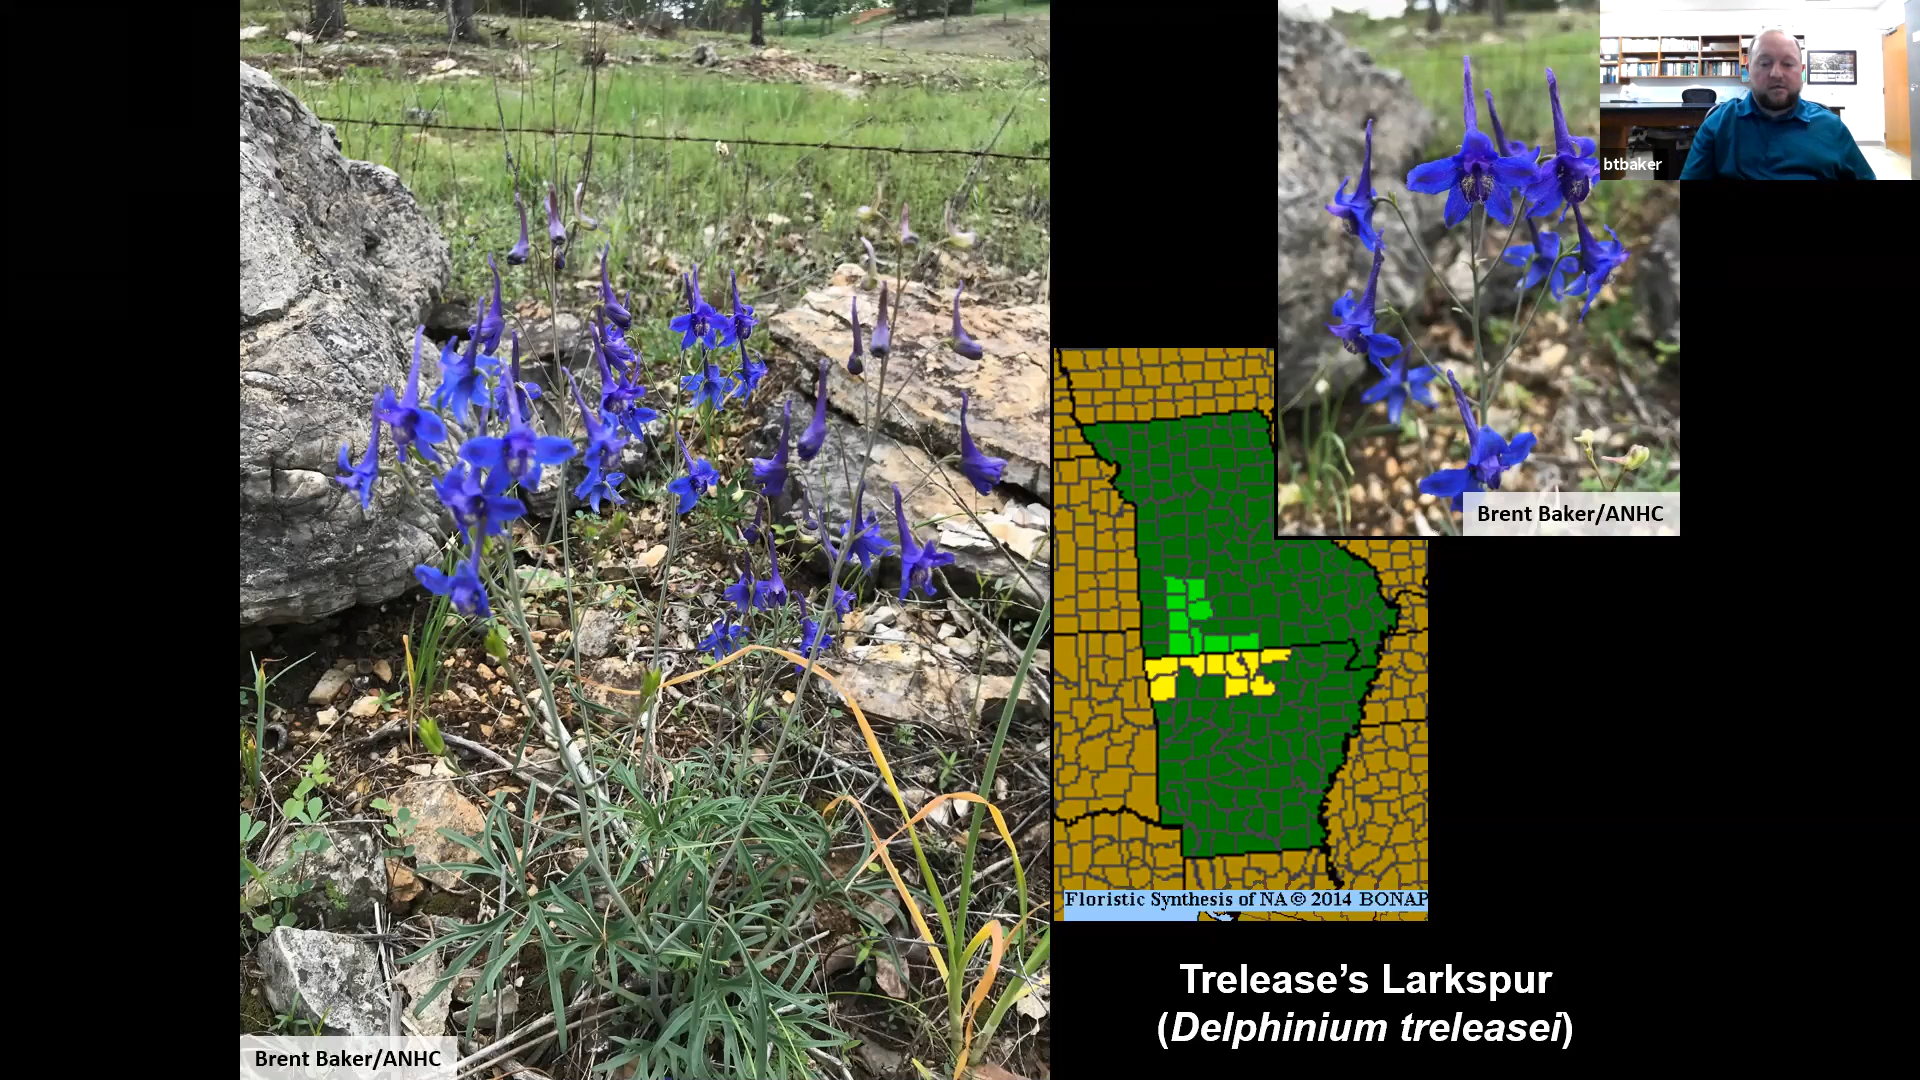 btbaker
Brent Baker/ANHC
Floristic Synthesis of NA © 2014 BONAP
Trelease’s Larkspur
(Delphinium treleasei)
Brent Baker/ANHC